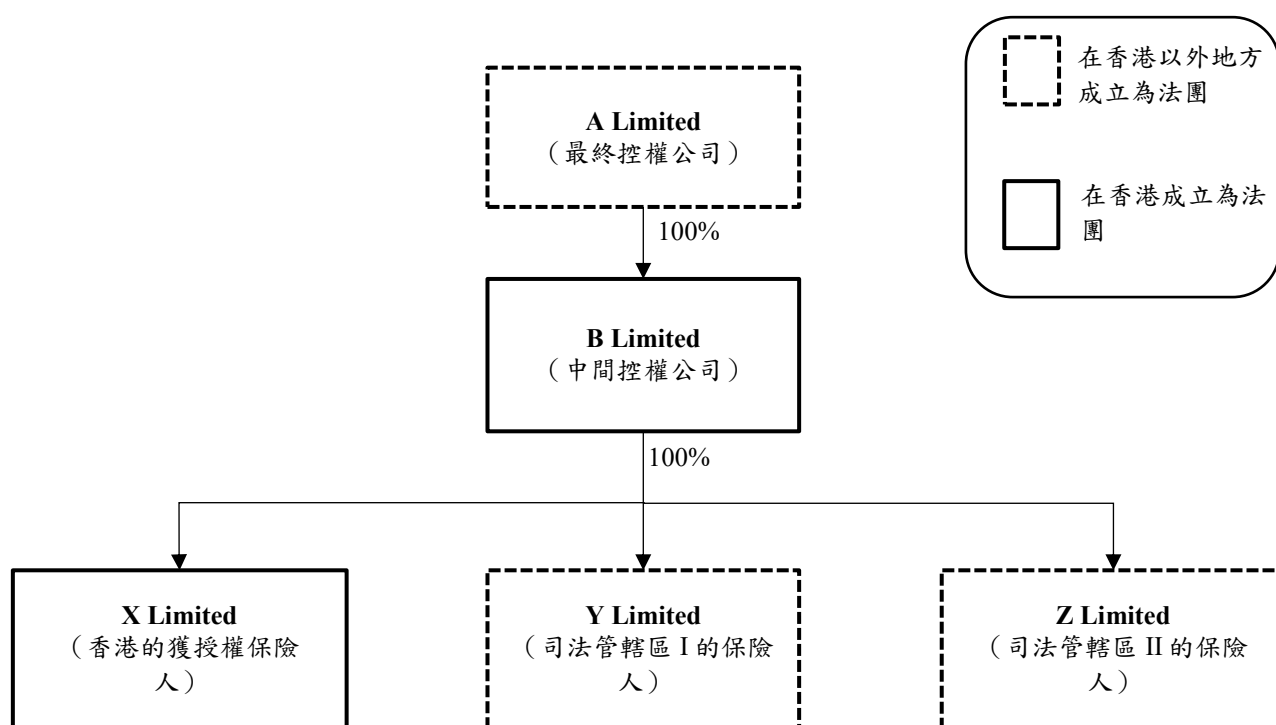 在香港以外地方
成立為法團
在香港成立為法
團
A Limited
（最終控權公司）
100%
B Limited
（中間控權公司）
100%
X Limited
（香港的獲授權保險
人）
Y Limited
（司法管轄區 I 的保險
人）
Z Limited
（司法管轄區 II 的保險
人）